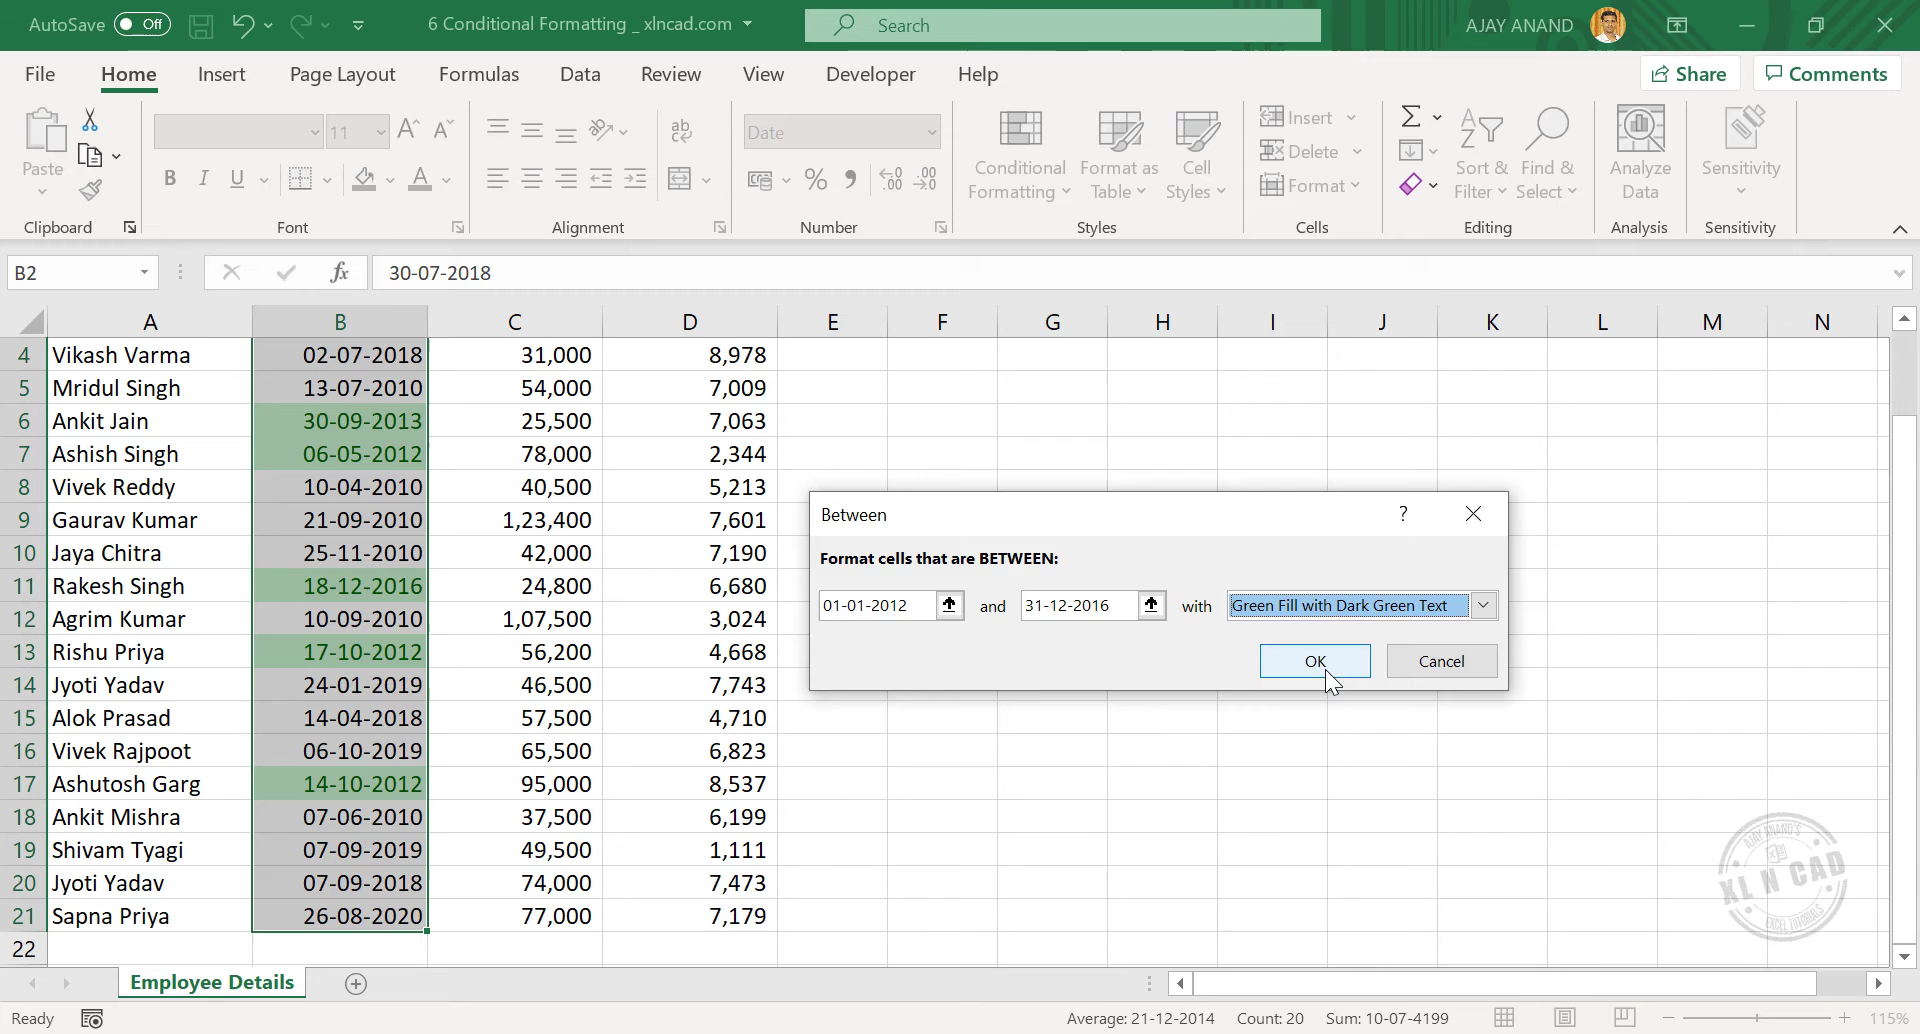 AutoSave Off 6 Conditional Formatting _ xlncad.com Search AJAY ANAND
File Home Insert Page Layout Formulas Data Review View Developer Help Share Comments
Paste
Clipboard
11
B I U A
Font
ab
Alignment
Date
%
Number
Conditional Formatting
Format as Table
Cell Styles
Styles
Insert
Delete
Format
Cells
Sort & Filter
Find & Select
Editing
Analyze Data
Analysis
Sensitivity
Sensitivity
B2 fx 30-07-2018
A B C D E F G H I J K L M N
4 Vikash Varma 02-07-2018 31,000 8,978
5 Mridul Singh 13-07-2010 54,000 7,009
6 Ankit Jain 30-09-2013 25,500 7,063
7 Ashish Singh 06-05-2012 78,000 2,344
8 Vivek Reddy 10-04-2010 40,500 5,213
9 Gaurav Kumar 21-09-2010 1,23,400 7,601
10 Jaya Chitra 25-11-2010 42,000 7,190
11 Rakesh Singh 18-12-2016 24,800 6,680
12 Agrim Kumar 10-09-2010 1,07,500 3,024
13 Rishu Priya 17-10-2012 56,200 4,668
14 Jyoti Yadav 24-01-2019 46,500 7,743
15 Alok Prasad 14-04-2018 57,500 4,710
16 Vivek Rajpoot 06-10-2019 65,500 6,823
17 Ashutosh Garg 14-10-2012 95,000 8,537
18 Ankit Mishra 07-06-2010 37,500 6,199
19 Shivam Tyagi 07-09-2019 49,500 1,111
20 Jyoti Yadav 07-09-2018 74,000 7,473
21 Sapna Priya 26-08-2020 77,000 7,179
22
Between ?
Format cells that are BETWEEN:
01-01-2012 and 31-12-2016 with Green Fill with Dark Green Text
OK Cancel
AJAY ANAND'S
XL N CAD
EXCEL TUTORIALS
Employee Details
Ready Average: 21-12-2014 Count: 20 Sum: 10-07-4199 115%